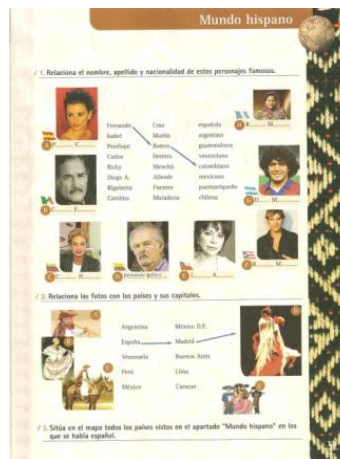 Mundo hispano
1. Relaciona el nombre, apellido y nacionalidad de estos personajes famosos.
A P......... C.........
Fernando Cruz española
Isabel Martin argentino
Penélope Botero guatemalteca
Carlos Herrera venezolana
Ricky Menchú colombiano
Diego A. Allende mexicano
Rigoberta Fuentes puertorriqueño
Carolina Maradona chilena
H R...... M.........
B C...... F......
G D...... M.........
C C...... H......
D FERNANDO BOTERO
E I...... A.........
F R...... M.........
2. Relaciona las fotos con los países y sus capitales.
Argentina México D.F.
España Madrid
Venezuela Buenos Aires
Perú Lima
México Caracas
3. Sitúa en el mapa todos los países vistos en el apartado "Mundo hispano" en los
que se habla español.